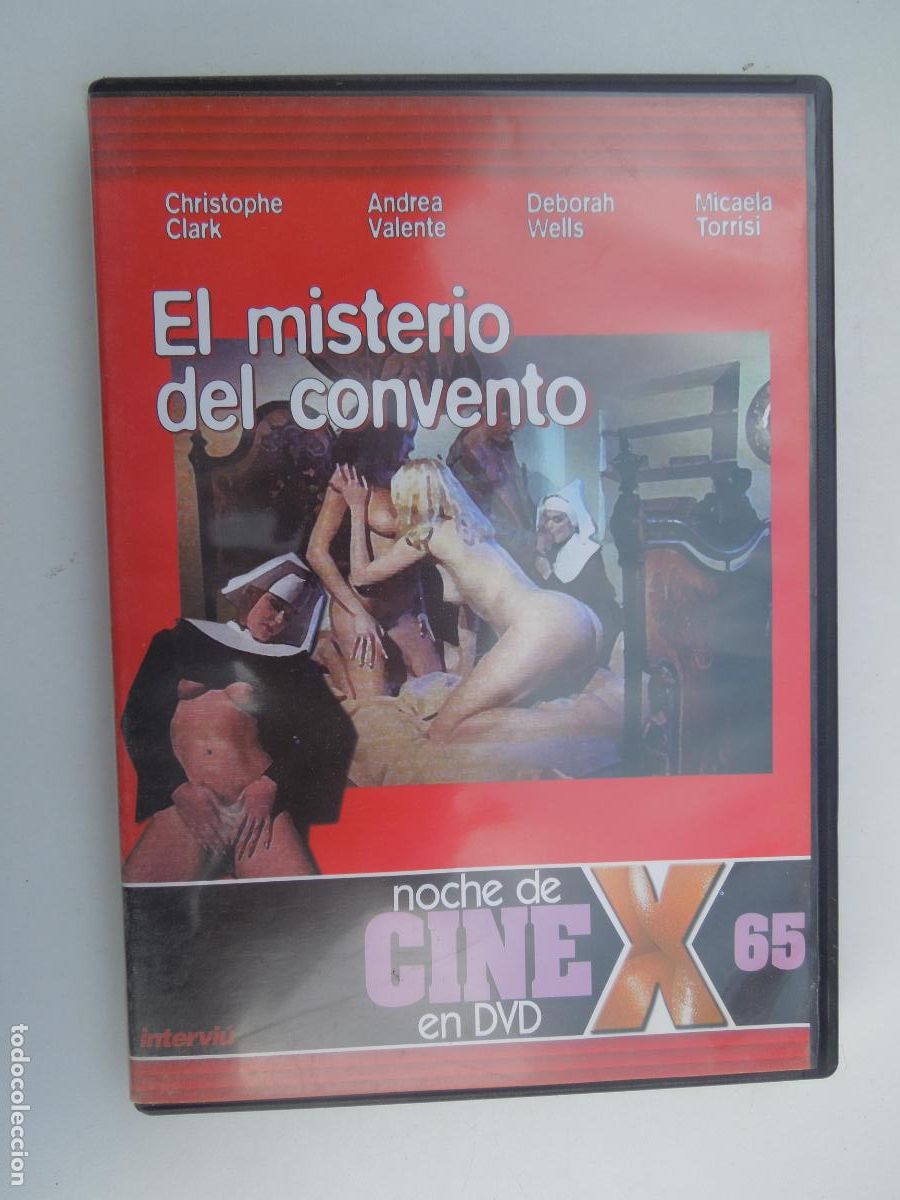 Christophe Clark
Andrea Valente
Deborah Wells
Micaela Torrisi
El misterio
del convento
noche de
CINE X 65
en DVD
interviú
todocoleccion.net